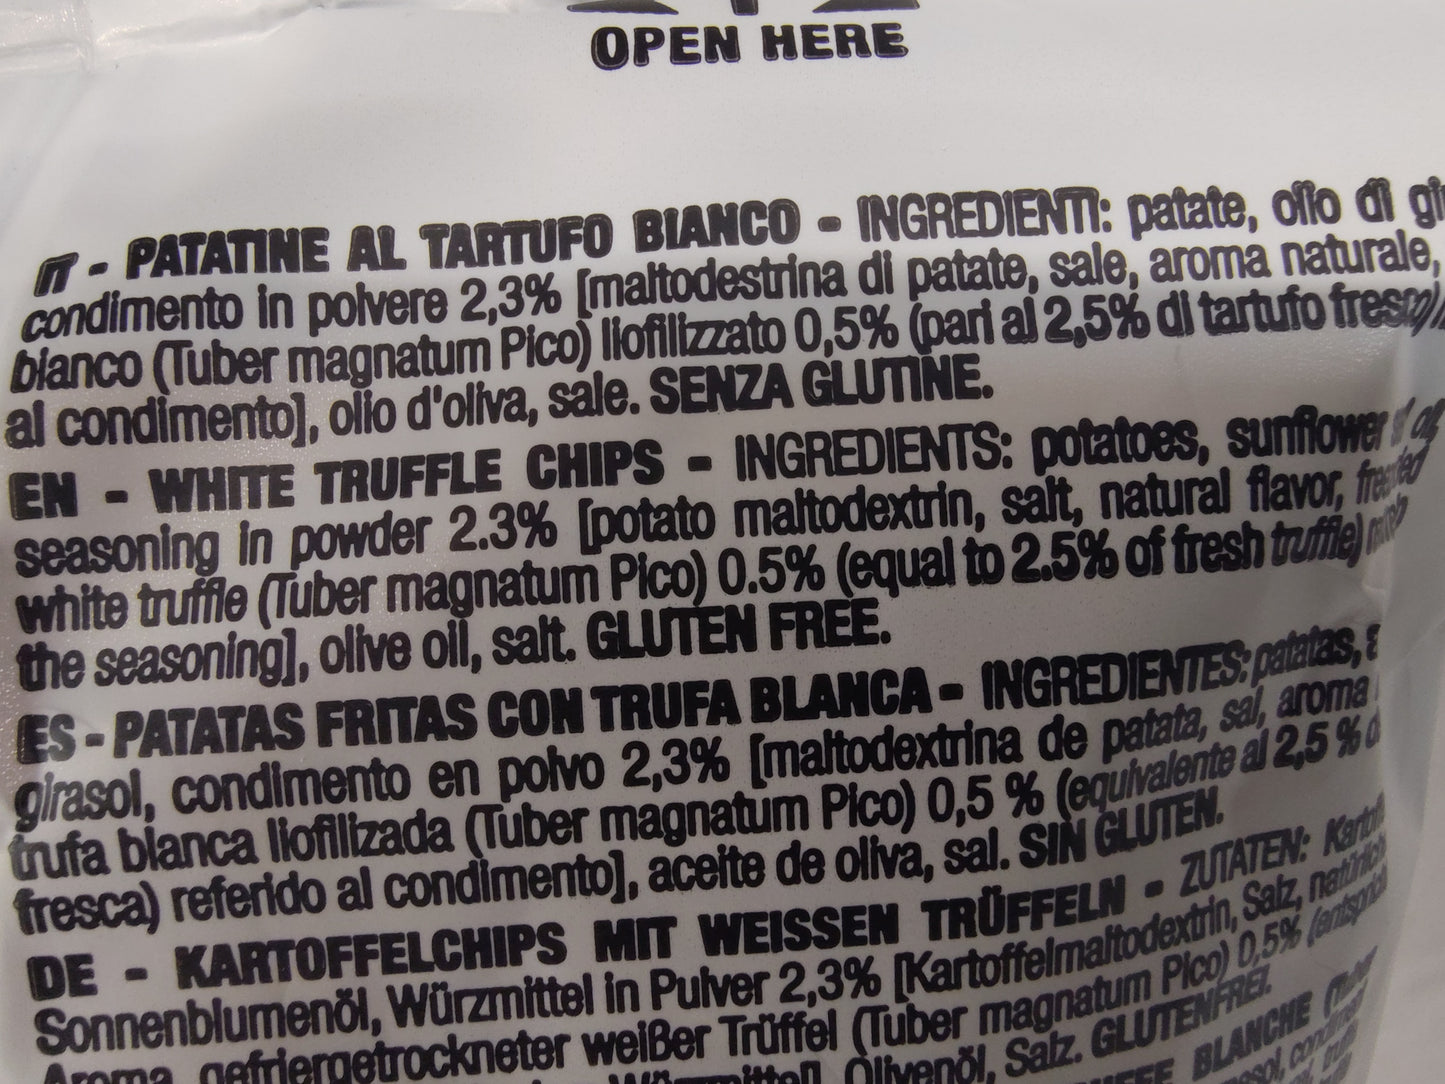 OPEN HERE
IT - PATATINE AL TARTUFO BIANCO - INGREDIENTI: patate, olio di
condimento in polvere 2,3% [maltodestrina di patate, sale, aroma naturale,
bianco (Tuber magnatum Pico) liofilizzato 0,5% (pari al 2,5% di tartufo fresco)
al condimento], olio d'oliva, sale. SENZA GLUTINE.
EN - WHITE TRUFFLE CHIPS - INGREDIENTS: potatoes, sunflower
seasoning in powder 2.3% [potato maltodextrin, salt, natural flavor,
white truffle (Tuber magnatum Pico) 0.5% (equal to 2.5% of fresh truffle)
the seasoning], olive oil, salt. GLUTEN FREE.
ES - PATATAS FRITAS CON TRUFA BLANCA - INGREDIENTES: patatas,
girasol, condimento en polvo 2,3% [maltodextrina de patata, sal, aroma
trufa blanca liofilizada (Tuber magnatum Pico) 0,5 % (equivalente al 2,5 %
fresca) referido al condimento], aceite de oliva, sal. SIN GLUTEN.
DE - KARTOFFELCHIPS MIT WEISSEN TRÜFFELN - ZUTATEN:
Sonnenblumenöl, Würzmittel in Pulver 2,3% [Kartoffelmaltodextrin, Salz,
Aroma, gefriergetrockneter weißer Trüffel (Tuber magnatum Pico) 0,5%
Olivenöl, Salz. GLUTENFREI.
BLANCHE